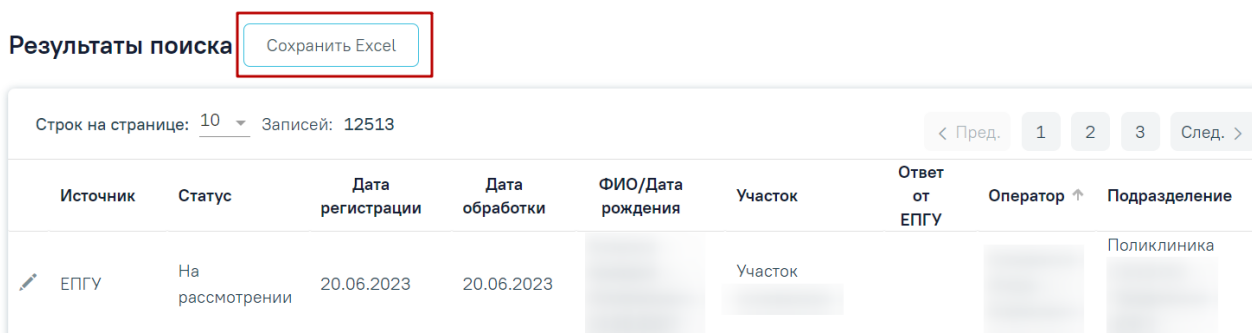 Результаты поиска Сохранить Excel
Строк на странице: 10 Записей: 12513 < Пред. 1 2 3 След. >
Источник Статус Дата регистрации Дата обработки ФИО/Дата рождения Участок Ответ от ЕПГУ Оператор ↑ Подразделение
ЕПГУ На рассмотрении 20.06.2023 20.06.2023 Участок Поликлиника